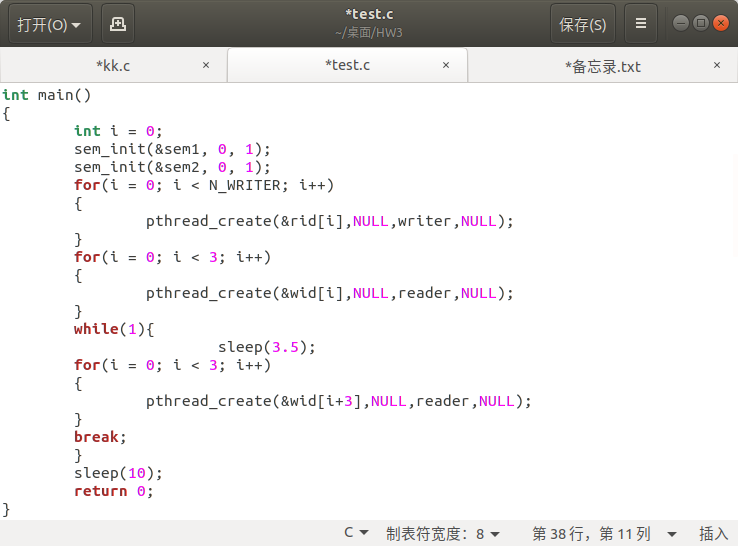 打开(O)
*test.c
~/桌面/HW3
保存(S)
*kk.c
*test.c
*备忘录.txt
int main()
{
        int i = 0;
        sem_init(&sem1, 0, 1);
        sem_init(&sem2, 0, 1);
        for(i = 0; i < N_WRITER; i++)
        {
                pthread_create(&rid[i],NULL,writer,NULL);
        }
        for(i = 0; i < 3; i++)
        {
                pthread_create(&wid[i],NULL,reader,NULL);
        }
        while(1){
                        sleep(3.5);
        for(i = 0; i < 3; i++)
        {
                pthread_create(&wid[i+3],NULL,reader,NULL);
        }
        break;
        }
        sleep(10);
        return 0;
}
C 制表符宽度：8 第 38 行，第 11 列 插入